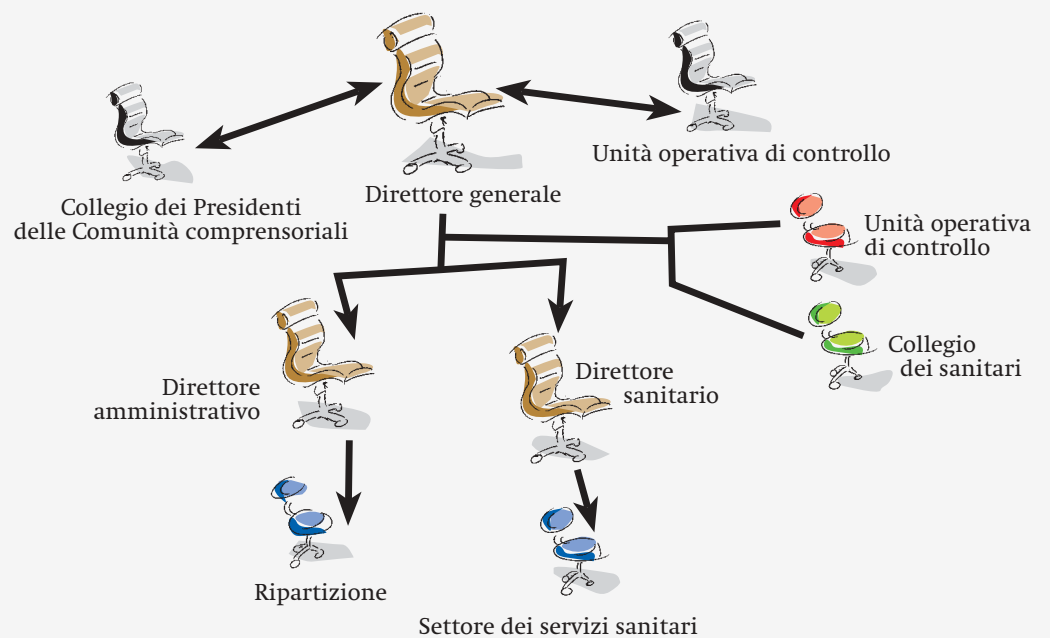 Unità operativa di controllo
Direttore generale
Collegio dei Presidenti
delle Comunità comprensoriali
Unità operativa
di controllo
Collegio
dei sanitari
Direttore
amministrativo
Direttore
sanitario
Ripartizione
Settore dei servizi sanitari